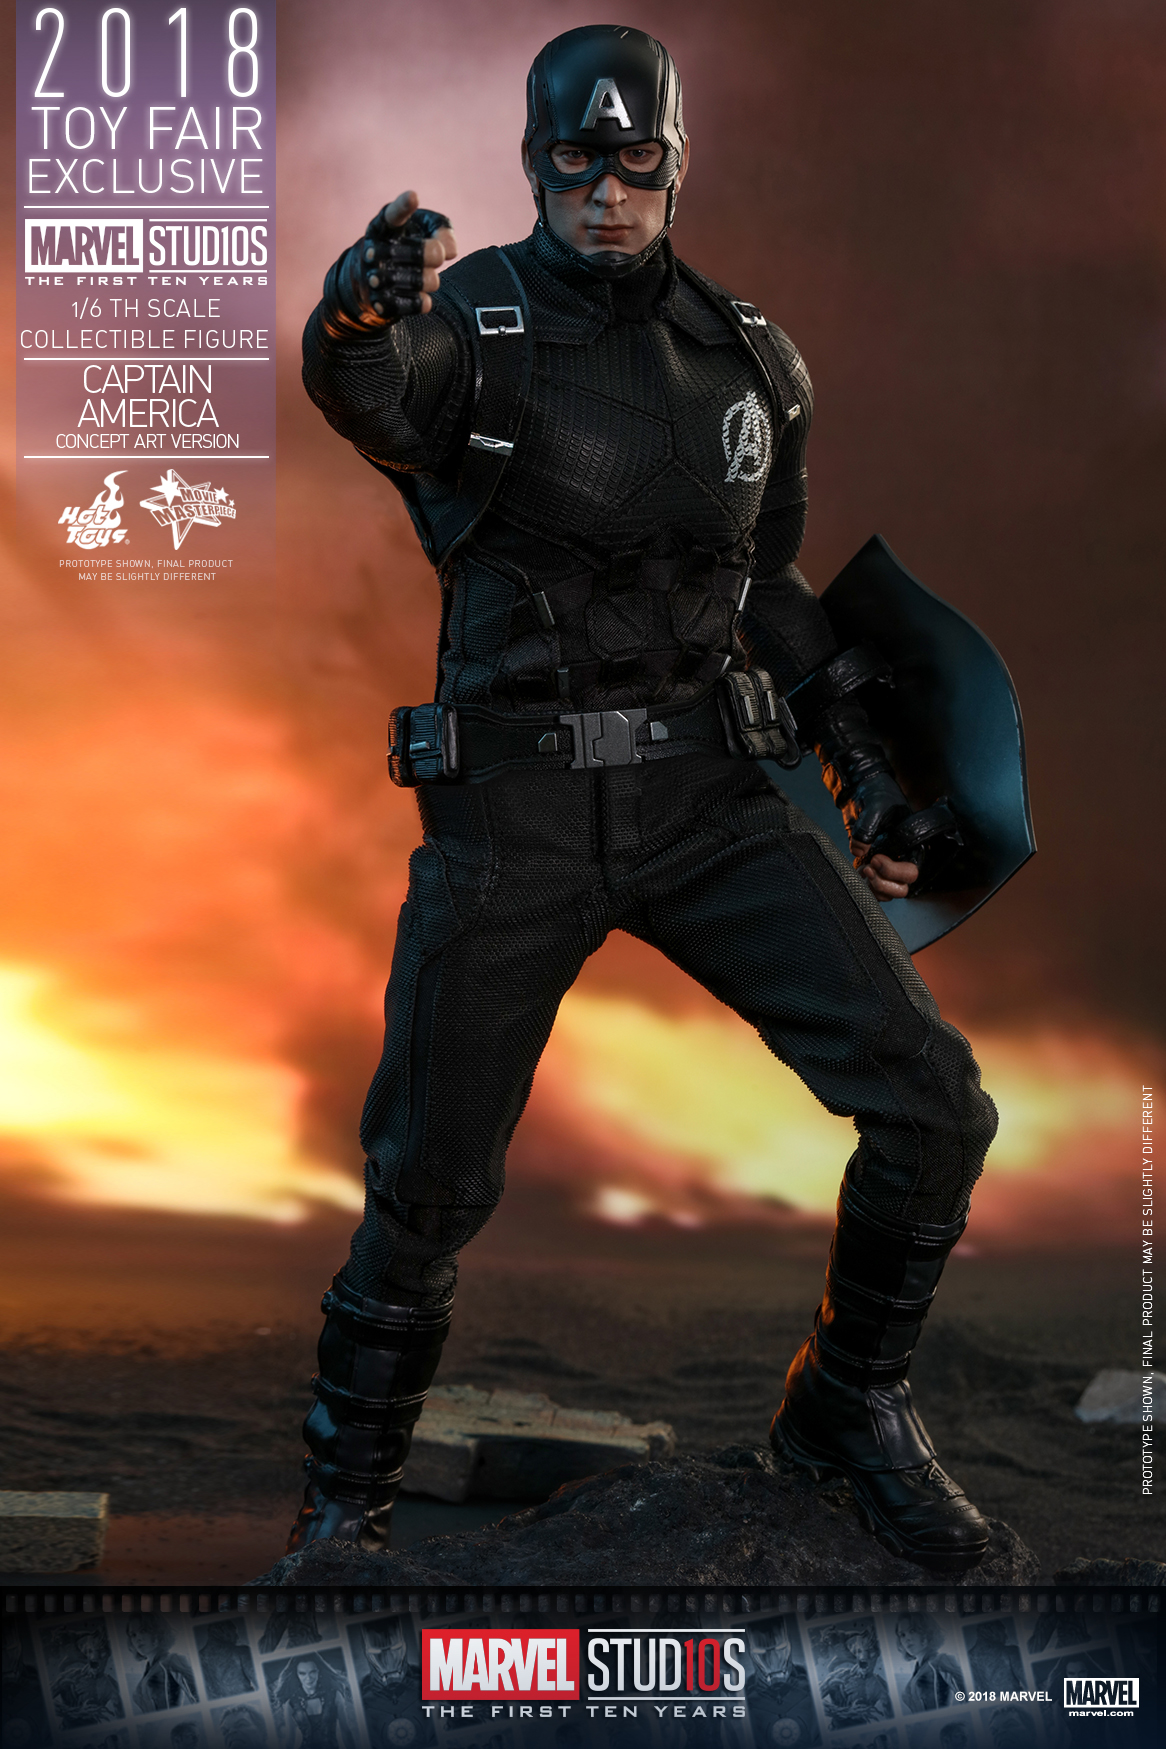 2018
TOY FAIR
EXCLUSIVE
MARVEL STUD10S
THE FIRST TEN YEARS
1/6 TH SCALE
COLLECTIBLE FIGURE
CAPTAIN
AMERICA
CONCEPT ART VERSION
Hot Toys® MOVIE MASTERPIECE
PROTOTYPE SHOWN, FINAL PRODUCT
MAY BE SLIGHTLY DIFFERENT
A
A
PROTOTYPE SHOWN, FINAL PRODUCT MAY BE SLIGHTLY DIFFERENT
MARVEL STUD10S
THE FIRST TEN YEARS
© 2018 MARVEL
MARVEL
marvel.com